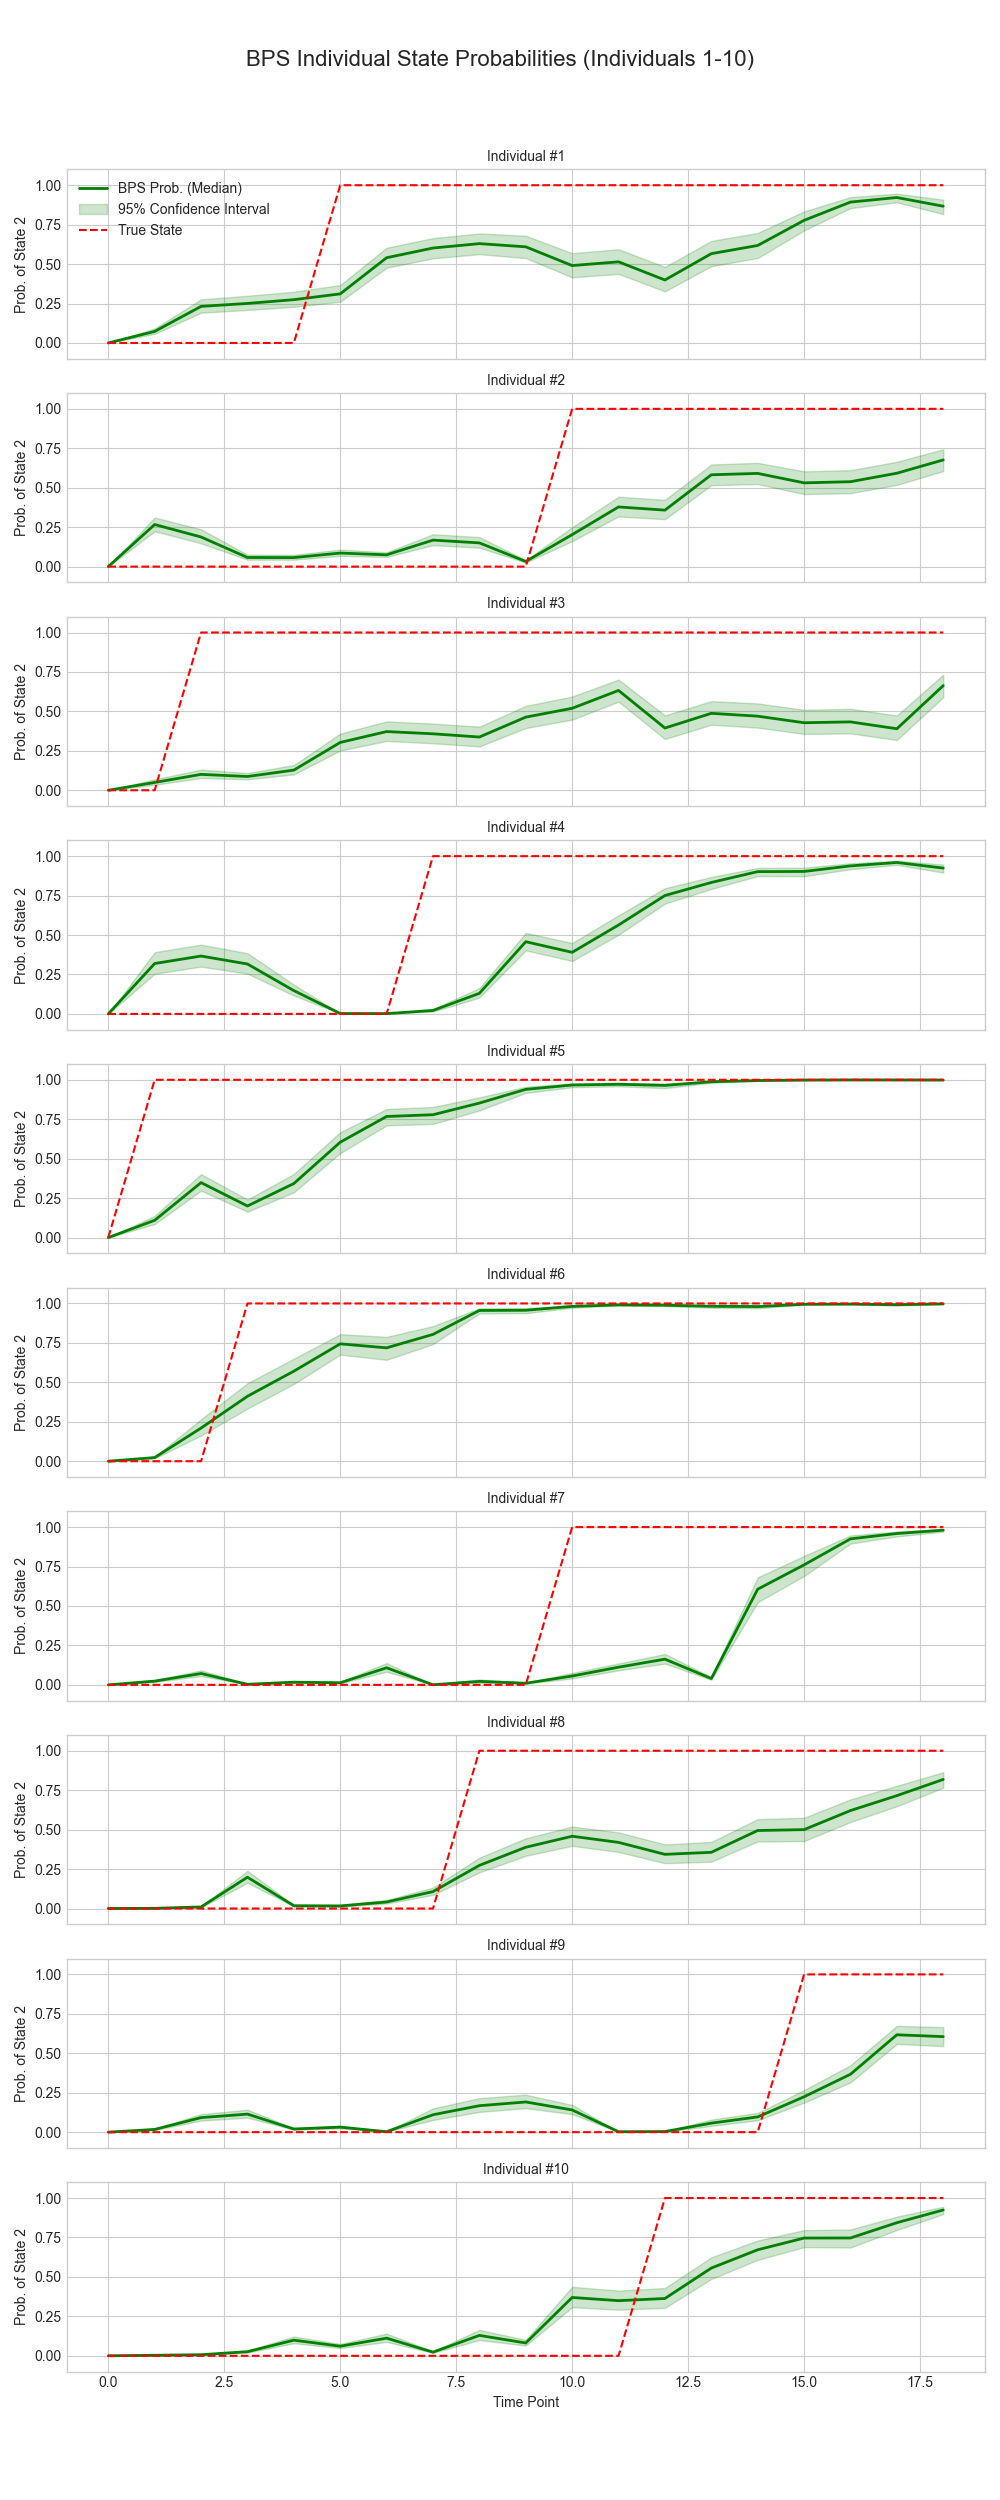 BPS Individual State Probabilities (Individuals 1-10)
Individual #1
Prob. of State 2
1.00
0.75
0.50
0.25
0.00
BPS Prob. (Median)
95% Confidence Interval
True State
Individual #2
Prob. of State 2
1.00
0.75
0.50
0.25
0.00
Individual #3
Prob. of State 2
1.00
0.75
0.50
0.25
0.00
Individual #4
Prob. of State 2
1.00
0.75
0.50
0.25
0.00
Individual #5
Prob. of State 2
1.00
0.75
0.50
0.25
0.00
Individual #6
Prob. of State 2
1.00
0.75
0.50
0.25
0.00
Individual #7
Prob. of State 2
1.00
0.75
0.50
0.25
0.00
Individual #8
Prob. of State 2
1.00
0.75
0.50
0.25
0.00
Individual #9
Prob. of State 2
1.00
0.75
0.50
0.25
0.00
Individual #10
Prob. of State 2
1.00
0.75
0.50
0.25
0.00
0.0 2.5 5.0 7.5 10.0 12.5 15.0 17.5
Time Point